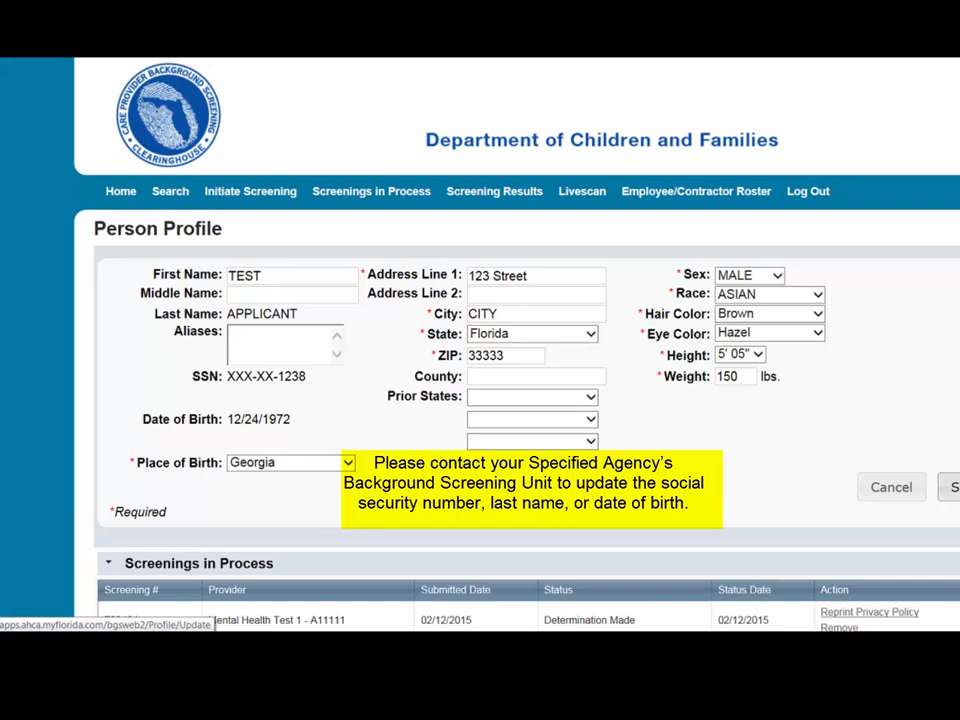 CARE PROVIDER BACKGROUND SCREENING
CLEARINGHOUSE
Department of Children and Families
Home Search Initiate Screening Screenings in Process Screening Results Livescan Employee/Contractor Roster Log Out
Person Profile
First Name: TEST * Address Line 1: 123 Street * Sex: MALE
Middle Name: Address Line 2: * Race: ASIAN
Last Name: APPLICANT * City: CITY * Hair Color: Brown
Aliases: * State: Florida * Eye Color: Hazel
* ZIP: 33333 * Height: 5' 05"
SSN: XXX-XX-1238 County: * Weight: 150 lbs.
Prior States:
Date of Birth: 12/24/1972
* Place of Birth: Georgia
Please contact your Specified Agency's
Background Screening Unit to update the social
security number, last name, or date of birth.
Cancel
*Required
Screenings in Process
Screening # Provider Submitted Date Status Status Date Action
Mental Health Test 1 - A11111 02/12/2015 Determination Made 02/12/2015 Reprint Privacy Policy
Remove
apps.ahca.myflorida.com/bgsweb2/Profile/Update